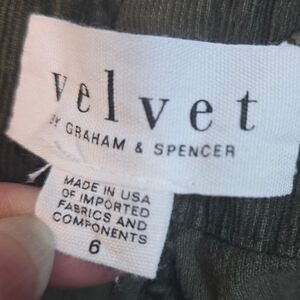 velvet
BY GRAHAM & SPENCER
MADE IN USA
OF IMPORTED
FABRICS AND
COMPONENTS
6